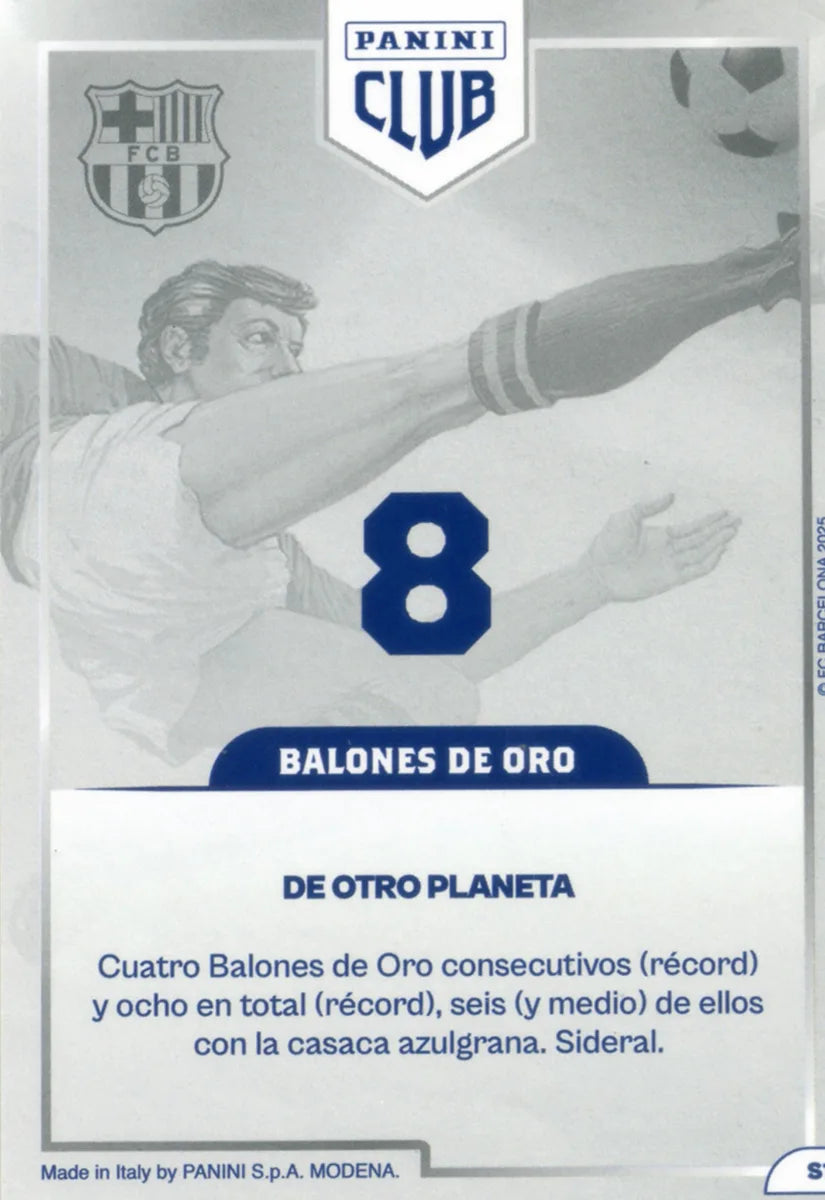 PANINI
CLUB
FCB
8
BALONES DE ORO
DE OTRO PLANETA
Cuatro Balones de Oro consecutivos (récord)
y ocho en total (récord), seis (y medio) de ellos
con la casaca azulgrana. Sideral.
© FC BARCELONA 2025
Made in Italy by PANINI S.p.A. MODENA.